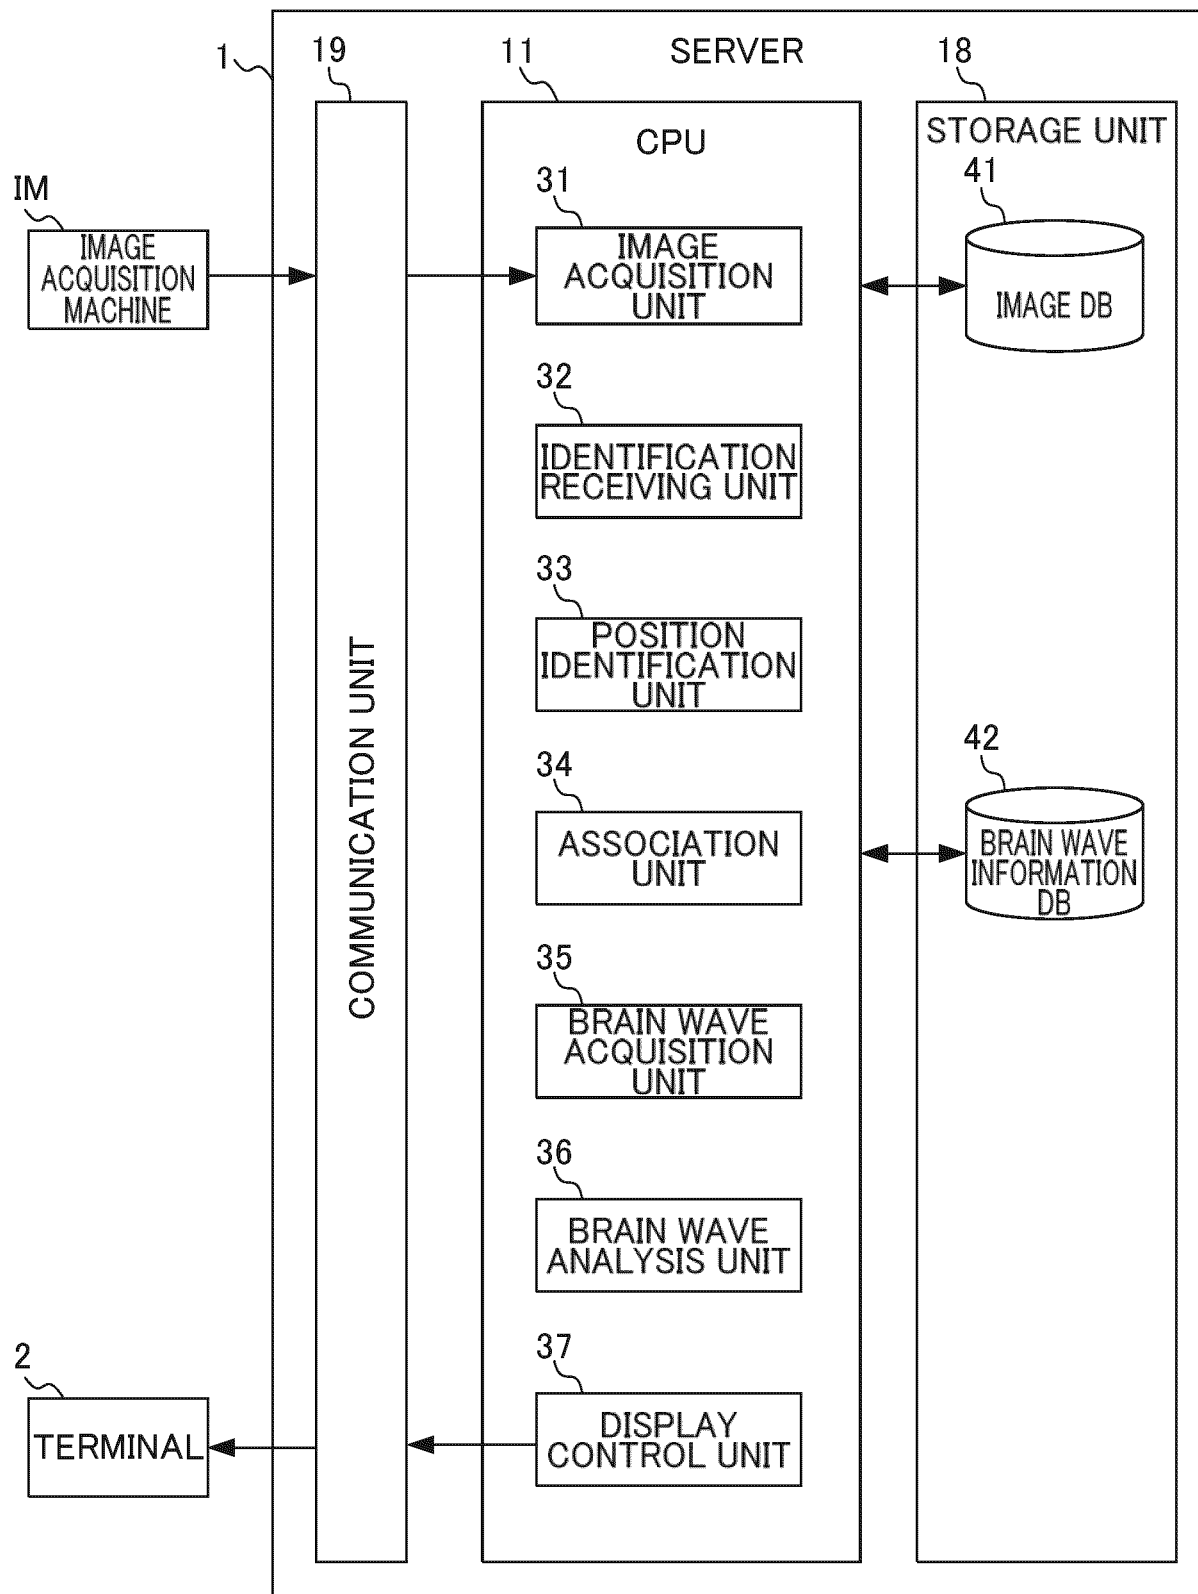 1
19
SERVER
11
18
CPU
STORAGE UNIT
IM
IMAGE
ACQUISITION
MACHINE
31
IMAGE
ACQUISITION
UNIT
41
IMAGE DB
32
IDENTIFICATION
RECEIVING UNIT
33
POSITION
IDENTIFICATION
UNIT
COMMUNICATION UNIT
34
ASSOCIATION
UNIT
42
BRAIN WAVE
INFORMATION
DB
35
BRAIN WAVE
ACQUISITION
UNIT
36
BRAIN WAVE
ANALYSIS UNIT
2
TERMINAL
37
DISPLAY
CONTROL UNIT